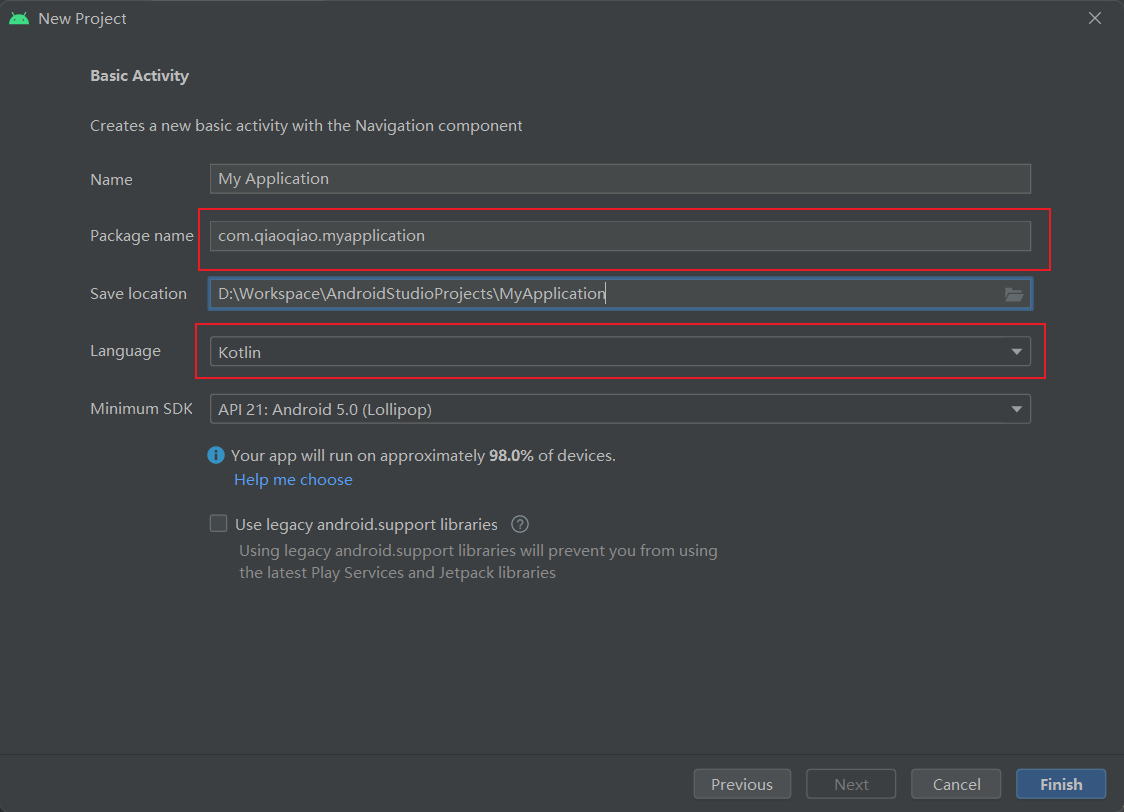 New Project
Basic Activity
Creates a new basic activity with the Navigation component
Name My Application
Package name com.qiaoqiao.myapplication
Save location D:\Workspace\AndroidStudioProjects\MyApplication
Language Kotlin
Minimum SDK API 21: Android 5.0 (Lollipop)
i Your app will run on approximately 98.0% of devices.
Help me choose
Use legacy android.support libraries ?
Using legacy android.support libraries will prevent you from using
the latest Play Services and Jetpack libraries
Previous Next Cancel Finish